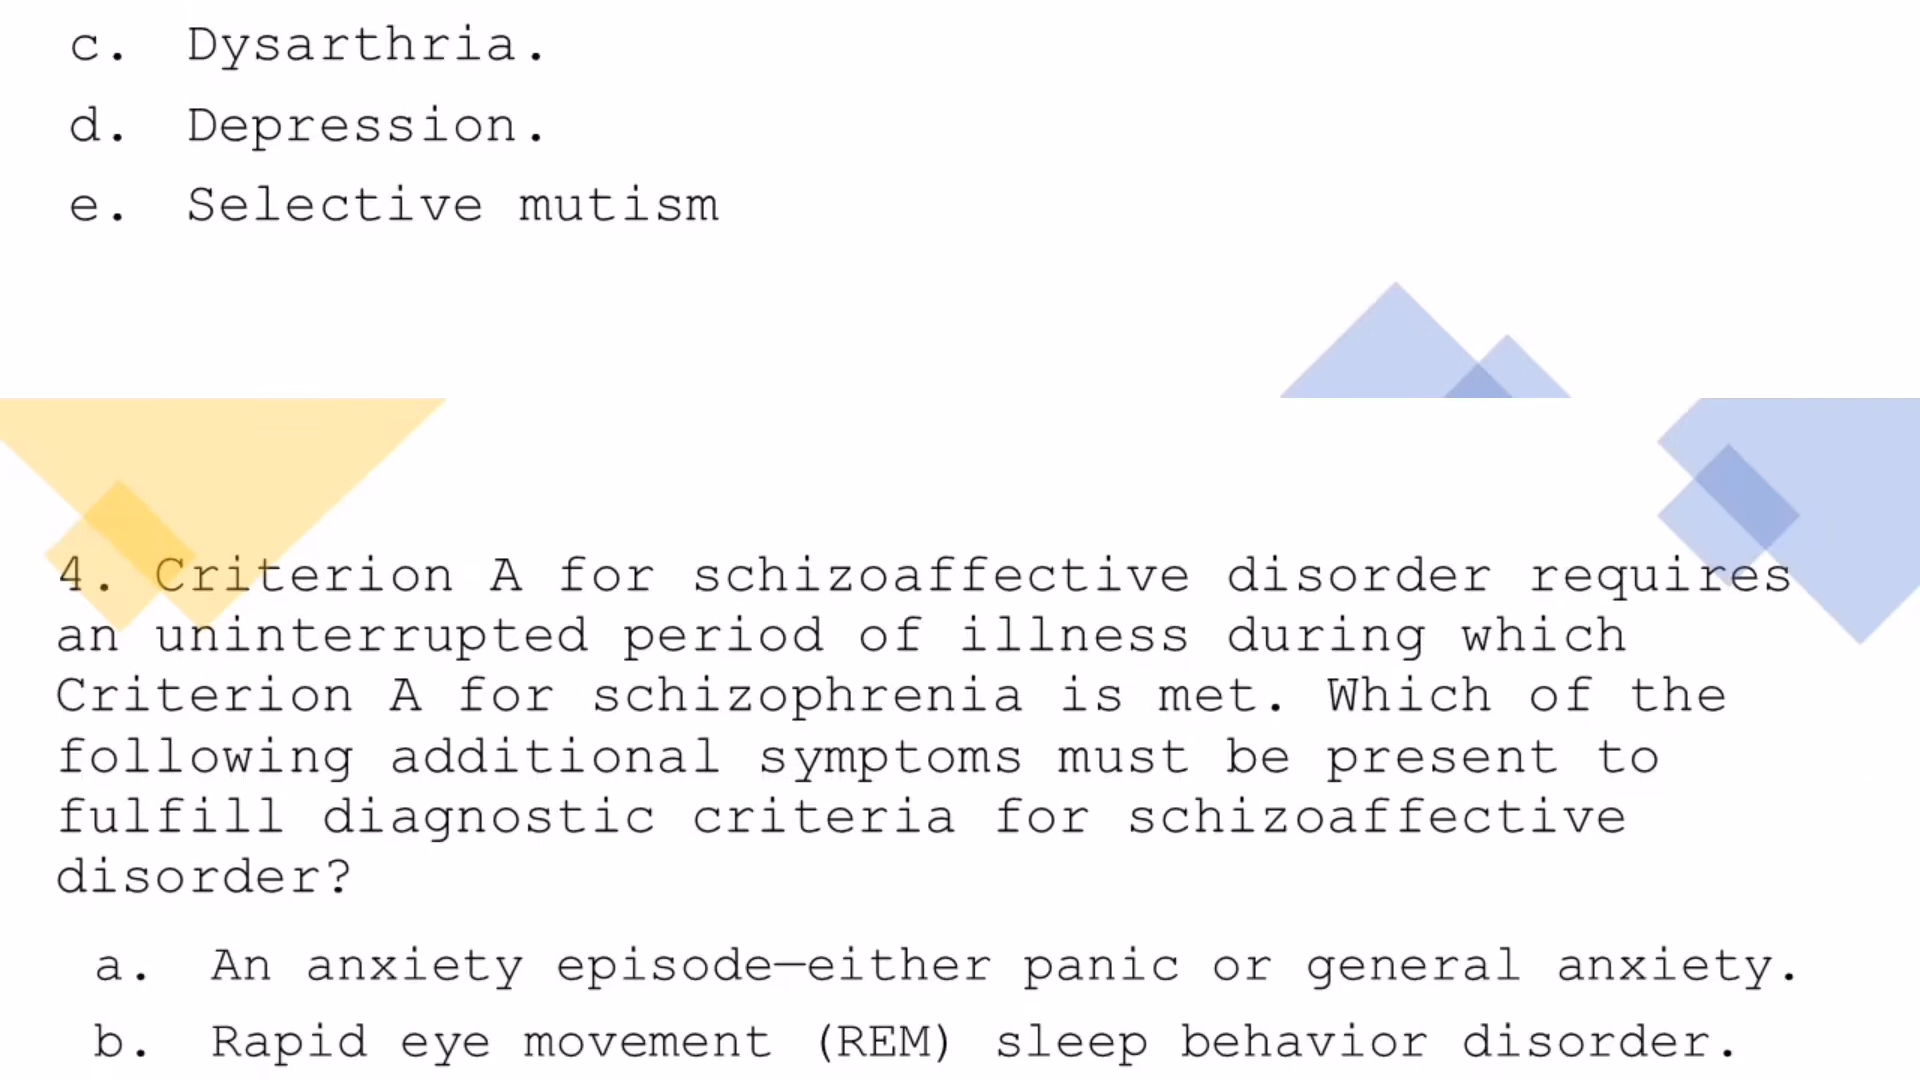 c. Dysarthria.
d. Depression.
e. Selective mutism
4. Criterion A for schizoaffective disorder requires
an uninterrupted period of illness during which
Criterion A for schizophrenia is met. Which of the
following additional symptoms must be present to
fulfill diagnostic criteria for schizoaffective
disorder?
a. An anxiety episode—either panic or general anxiety.
b. Rapid eye movement (REM) sleep behavior disorder.